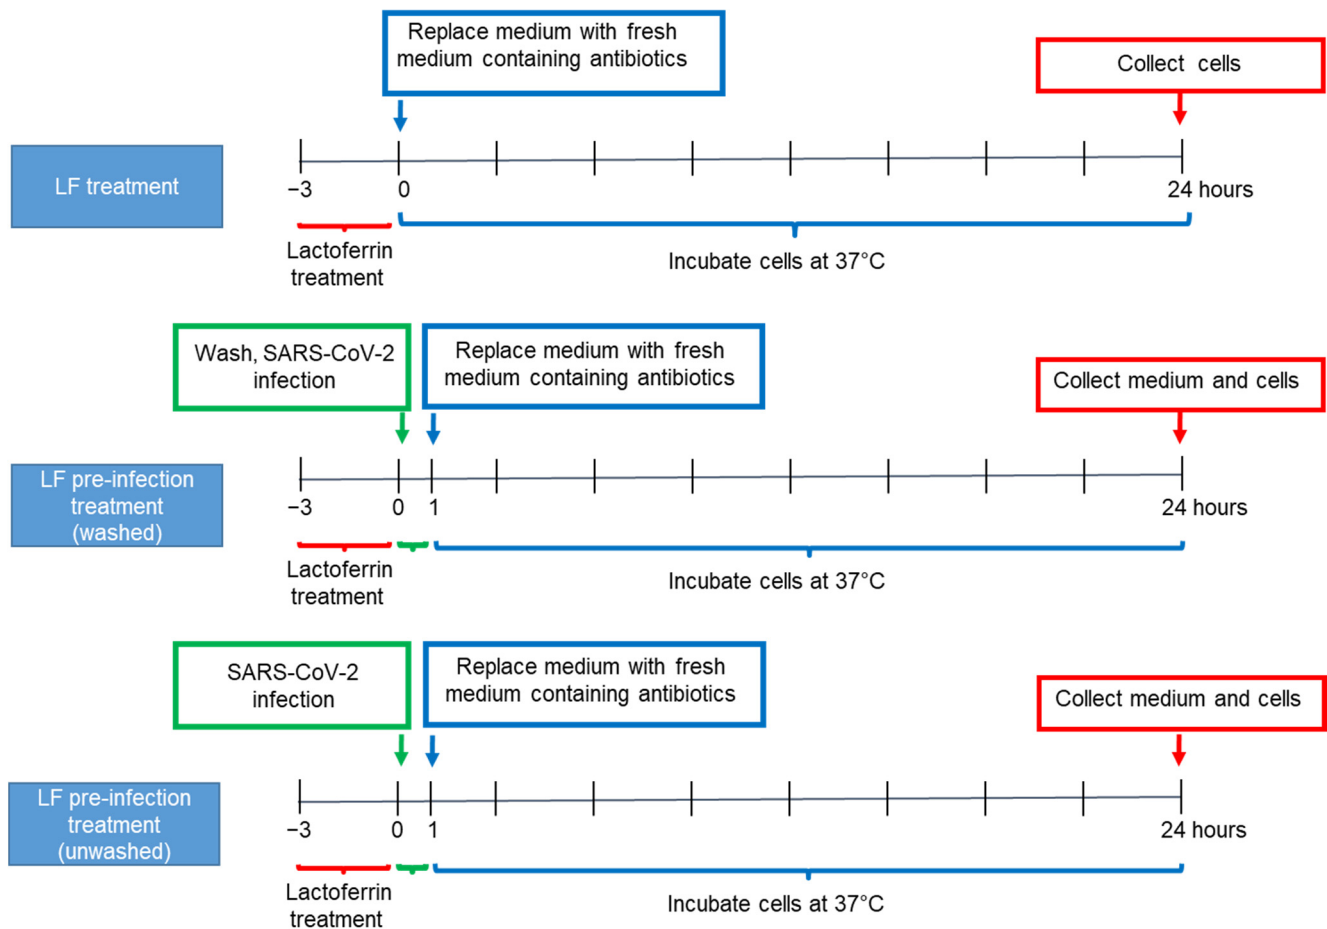 Replace medium with fresh
medium containing antibiotics
Collect cells
LF treatment
−3
0
24 hours
Lactoferrin
treatment
Incubate cells at 37°C
Wash, SARS-CoV-2
infection
Replace medium with fresh
medium containing antibiotics
Collect medium and cells
LF pre-infection
treatment
(washed)
−3
0
1
24 hours
Lactoferrin
treatment
Incubate cells at 37°C
SARS-CoV-2
infection
Replace medium with fresh
medium containing antibiotics
Collect medium and cells
LF pre-infection
treatment
(unwashed)
−3
0
1
24 hours
Lactoferrin
treatment
Incubate cells at 37°C